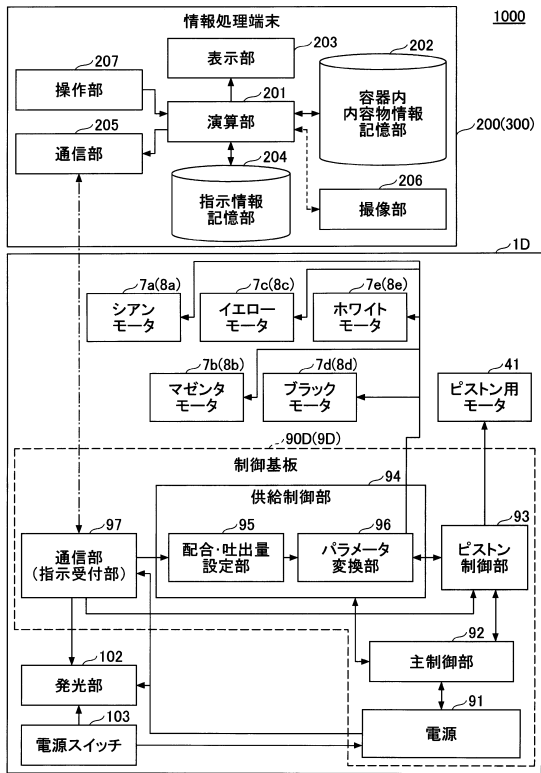 1000
情報処理端末
207
操作部
203
表示部
202
容器内
内容物情報
記憶部
201
演算部
205
通信部
204
指示情報
記憶部
206
撮像部
200(300)
1D
7a(8a)
シアン
モータ
7c(8c)
イエロー
モータ
7e(8e)
ホワイト
モータ
7b(8b)
マゼンタ
モータ
7d(8d)
ブラック
モータ
41
ピストン用
モータ
90D(9D)
制御基板
94
供給制御部
97
通信部
(指示受付部)
95
配合・吐出量
設定部
96
パラメータ
変換部
93
ピストン
制御部
92
主制御部
102
発光部
91
電源
103
電源スイッチ